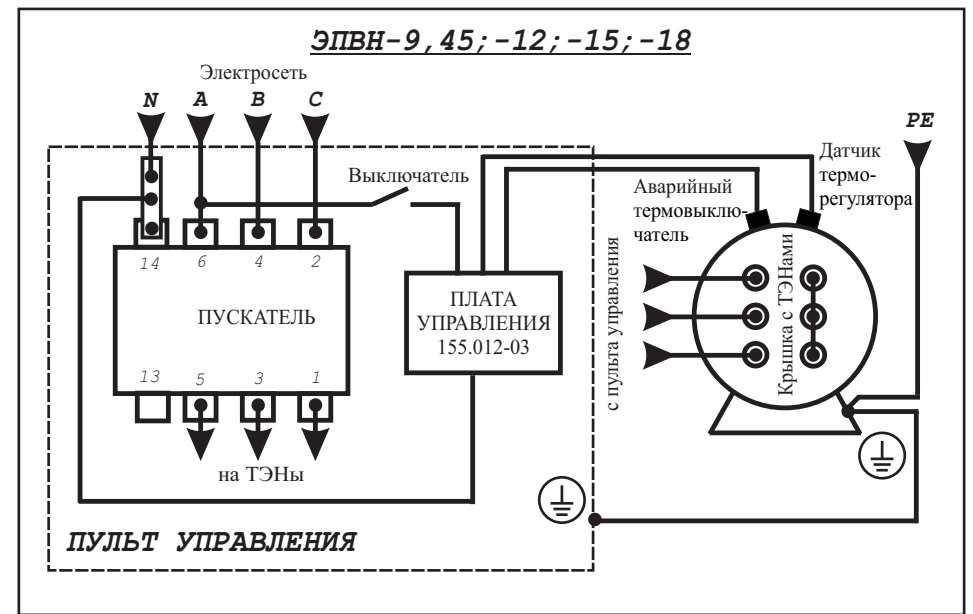 ЭПВН-9,45;-12;-15;-18
Электросеть
N A B C
PE
Выключатель
Датчик
термо-
регулятора
Аварийный
термовыклю-
чатель
14 6 4 2
ПУСКАТЕЛЬ
13 5 3 1
на ТЭНы
ПЛАТА
УПРАВЛЕНИЯ
155.012-03
с пульта управления
Крышка с ТЭНами
ПУЛЬТ УПРАВЛЕНИЯ